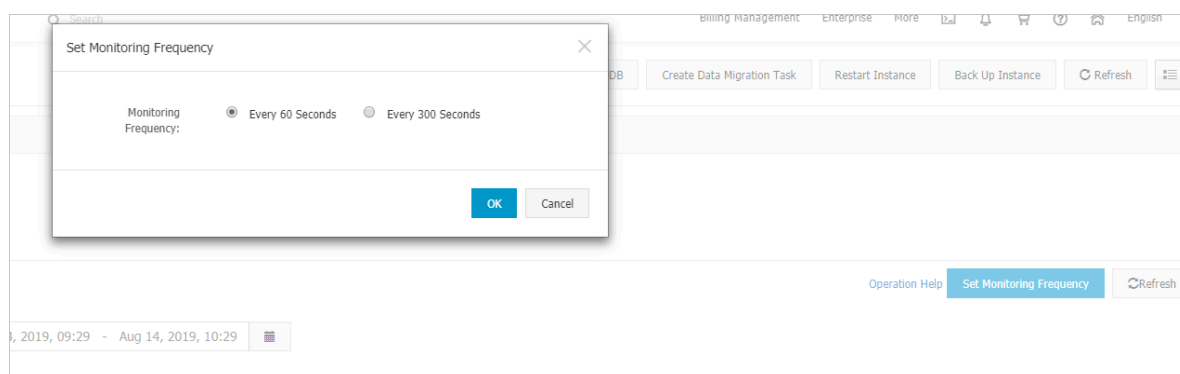 Search
Billing Management Enterprise More English
Set Monitoring Frequency
DB Create Data Migration Task Restart Instance Back Up Instance Refresh
Monitoring Frequency: Every 60 Seconds Every 300 Seconds
OK Cancel
Operation Help Set Monitoring Frequency Refresh
4, 2019, 09:29 - Aug 14, 2019, 10:29